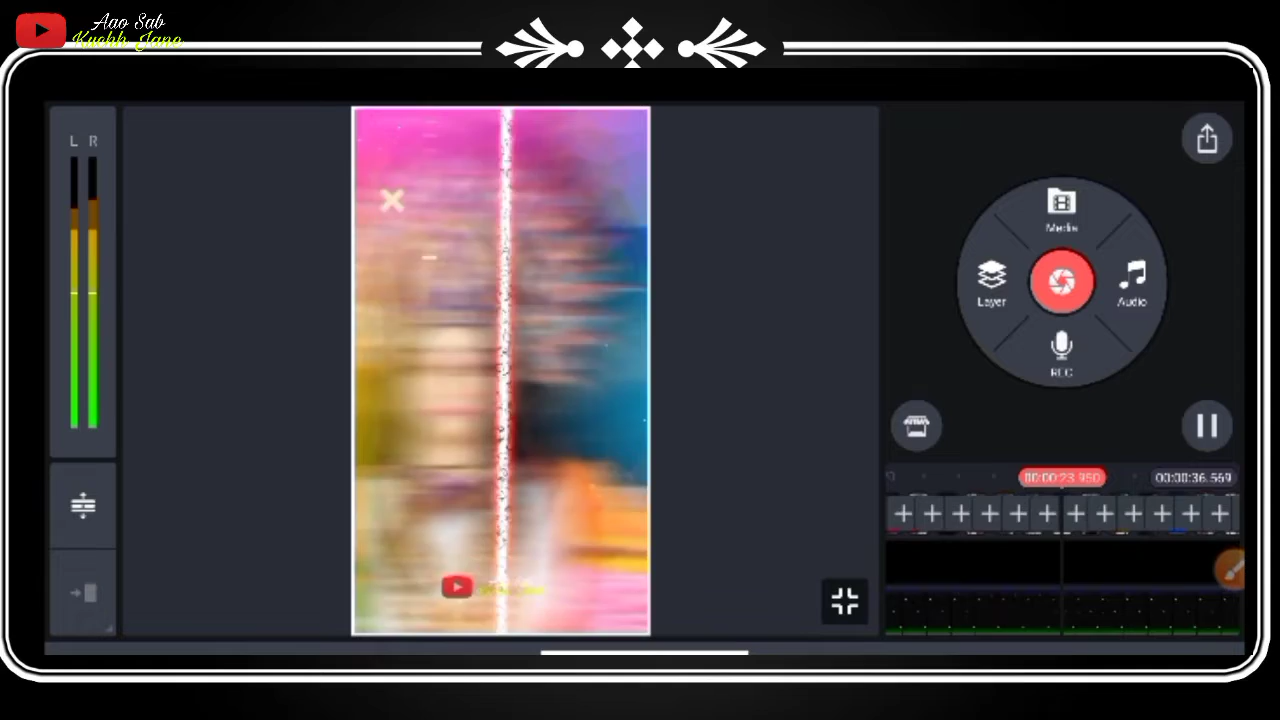 Aao Sab
Kuchh Jano
L R
Media
Layer
Audio
REC
00:00:23.950
00:00:36.569